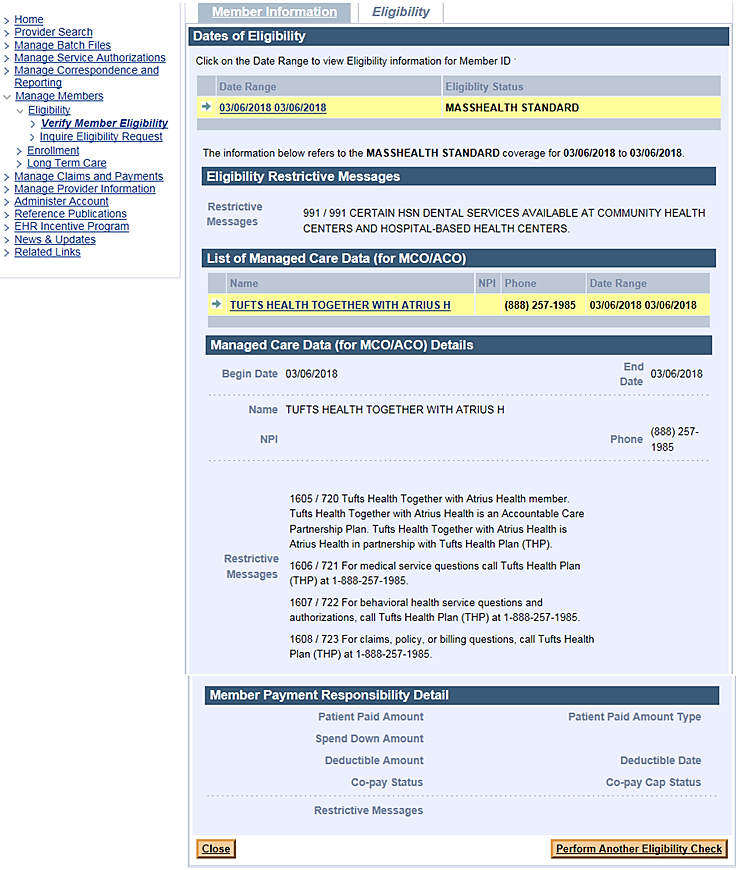 Home
Provider Search
Manage Batch Files
Manage Service Authorizations
Manage Correspondence and
Reporting
Manage Members
Eligibility
Verify Member Eligibility
Inquire Eligibility Request
Enrollment
Long Term Care
Manage Claims and Payments
Manage Provider Information
Administer Account
Reference Publications
EHR Incentive Program
News & Updates
Related Links
Member Information Eligibility
Dates of Eligibility
Click on the Date Range to view Eligibility information for Member ID
Date Range Eligiblity Status
03/06/2018 03/06/2018 MASSHEALTH STANDARD
The information below refers to the MASSHEALTH STANDARD coverage for 03/06/2018 to 03/06/2018.
Eligibility Restrictive Messages
Restrictive
Messages
991 / 991 CERTAIN HSN DENTAL SERVICES AVAILABLE AT COMMUNITY HEALTH
CENTERS AND HOSPITAL-BASED HEALTH CENTERS.
List of Managed Care Data (for MCO/ACO)
Name NPI Phone Date Range
TUFTS HEALTH TOGETHER WITH ATRIUS H (888) 257-1985 03/06/2018 03/06/2018
Managed Care Data (for MCO/ACO) Details
Begin Date 03/06/2018
End
Date
03/06/2018
Name TUFTS HEALTH TOGETHER WITH ATRIUS H
NPI
Phone
(888) 257-
1985
Restrictive
Messages
1605 / 720 Tufts Health Together with Atrius Health member.
Tufts Health Together with Atrius Health is an Accountable Care
Partnership Plan. Tufts Health Together with Atrius Health is
Atrius Health in partnership with Tufts Health Plan (THP).
1606 / 721 For medical service questions call Tufts Health Plan
(THP) at 1-888-257-1985.
1607 / 722 For behavioral health service questions and
authorizations, call Tufts Health Plan (THP) at 1-888-257-1985.
1608 / 723 For claims, policy, or billing questions, call Tufts Health
Plan (THP) at 1-888-257-1985.
Member Payment Responsibility Detail
Patient Paid Amount Patient Paid Amount Type
Spend Down Amount
Deductible Amount Deductible Date
Co-pay Status Co-pay Cap Status
Restrictive Messages
Close Perform Another Eligibility Check